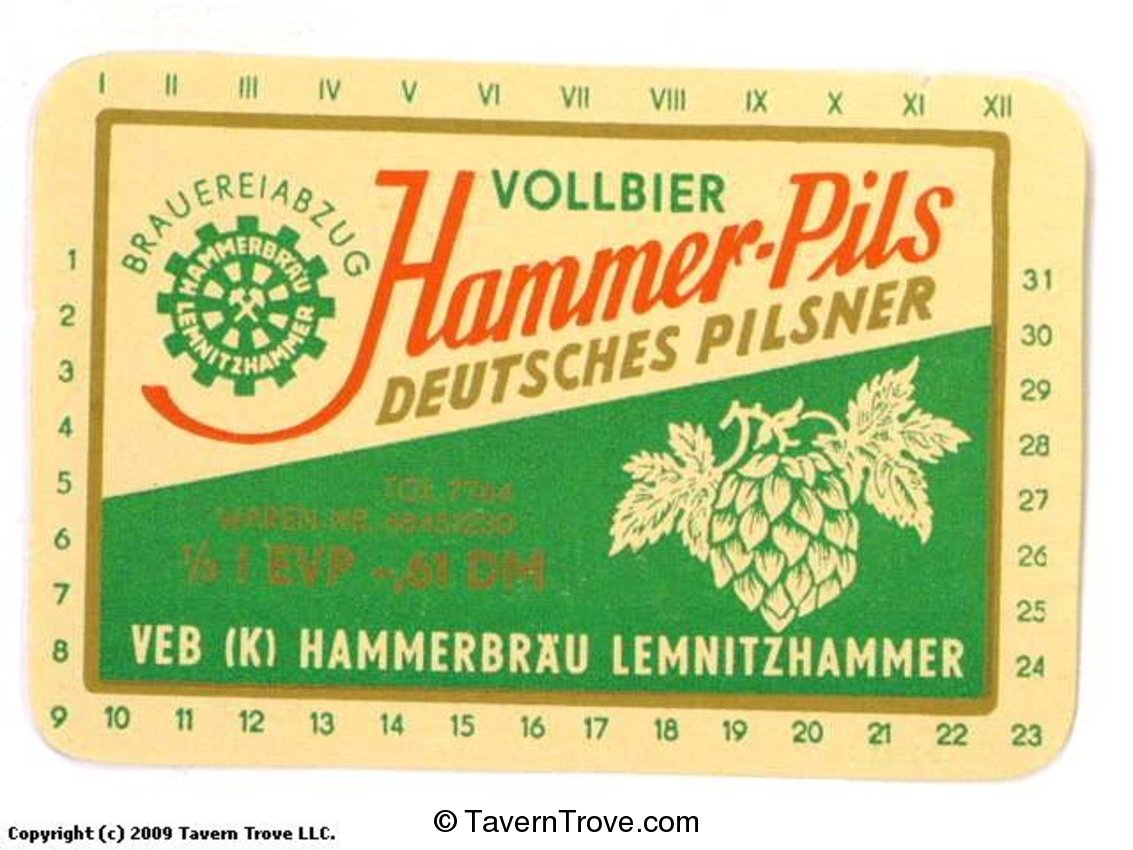 I II III IV V VI VII VIII IX X XI XII
BRAUEREIABZUG
HAMMERBRÄU
LEMNITZHAMMER
VOLLBIER
Hammer-Pils
DEUTSCHES PILSNER
1
2
3
4
5
6
7
8
9 10 11 12 13 14 15 16 17 18 19 20 21 22 23
31
30
29
28
27
26
25
24
WAREN-NR.
EVP -,61 DM
VEB (K) HAMMERBRÄU LEMNITZHAMMER
Copyright (c) 2009 Tavern Trove LLC.
© TavernTrove.com